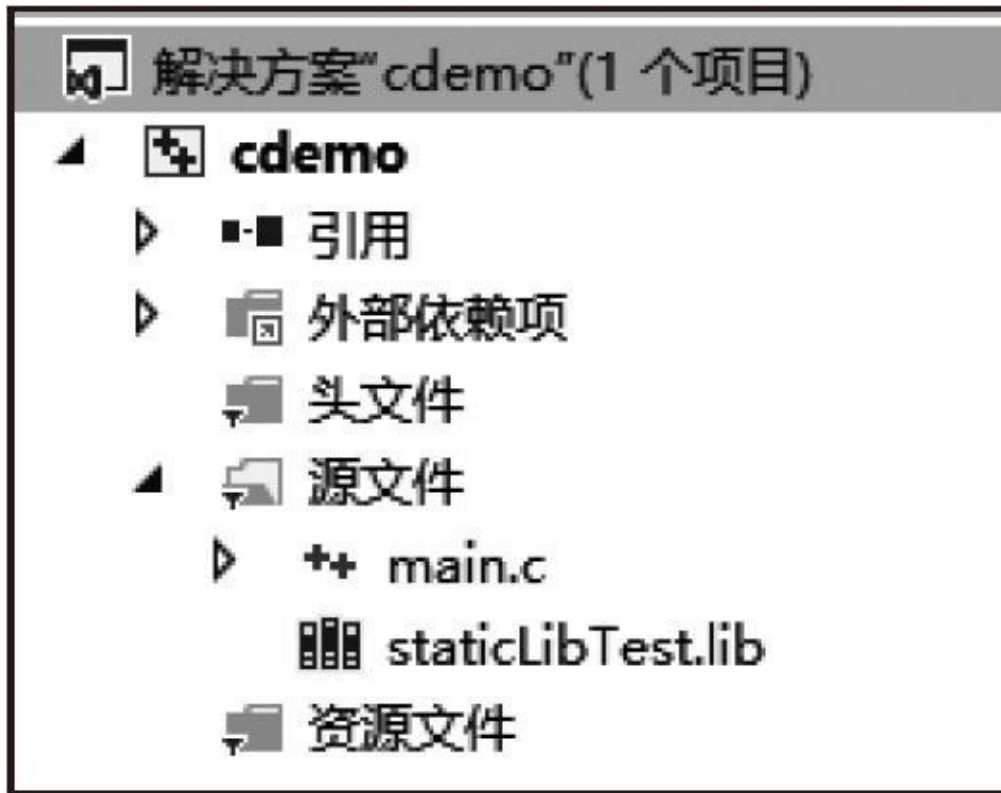 解决方案"cdemo"(1 个项目)
cdemo
引用
外部依赖项
头文件
源文件
main.c
staticLibTest.lib
资源文件